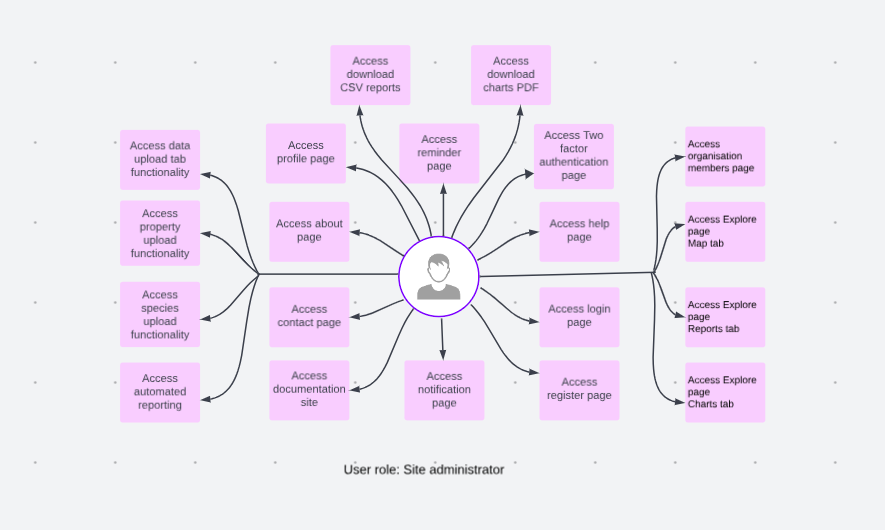 Access
download
CSV reports
Access
download
charts PDF
Access data
upload tab
functionality
Access
profile page
Access
reminder
page
Access Two
factor
authentication
page
Access
organisation
members page
Access
property
upload
functionality
Access about
page
Access help
page
Access Explore
page
Map tab
Access
species
upload
functionality
Access
contact page
Access login
page
Access Explore
page
Reports tab
Access
automated
reporting
Access
documentation
site
Access
notification
page
Access
register page
Access Explore
page
Charts tab
User role: Site administrator